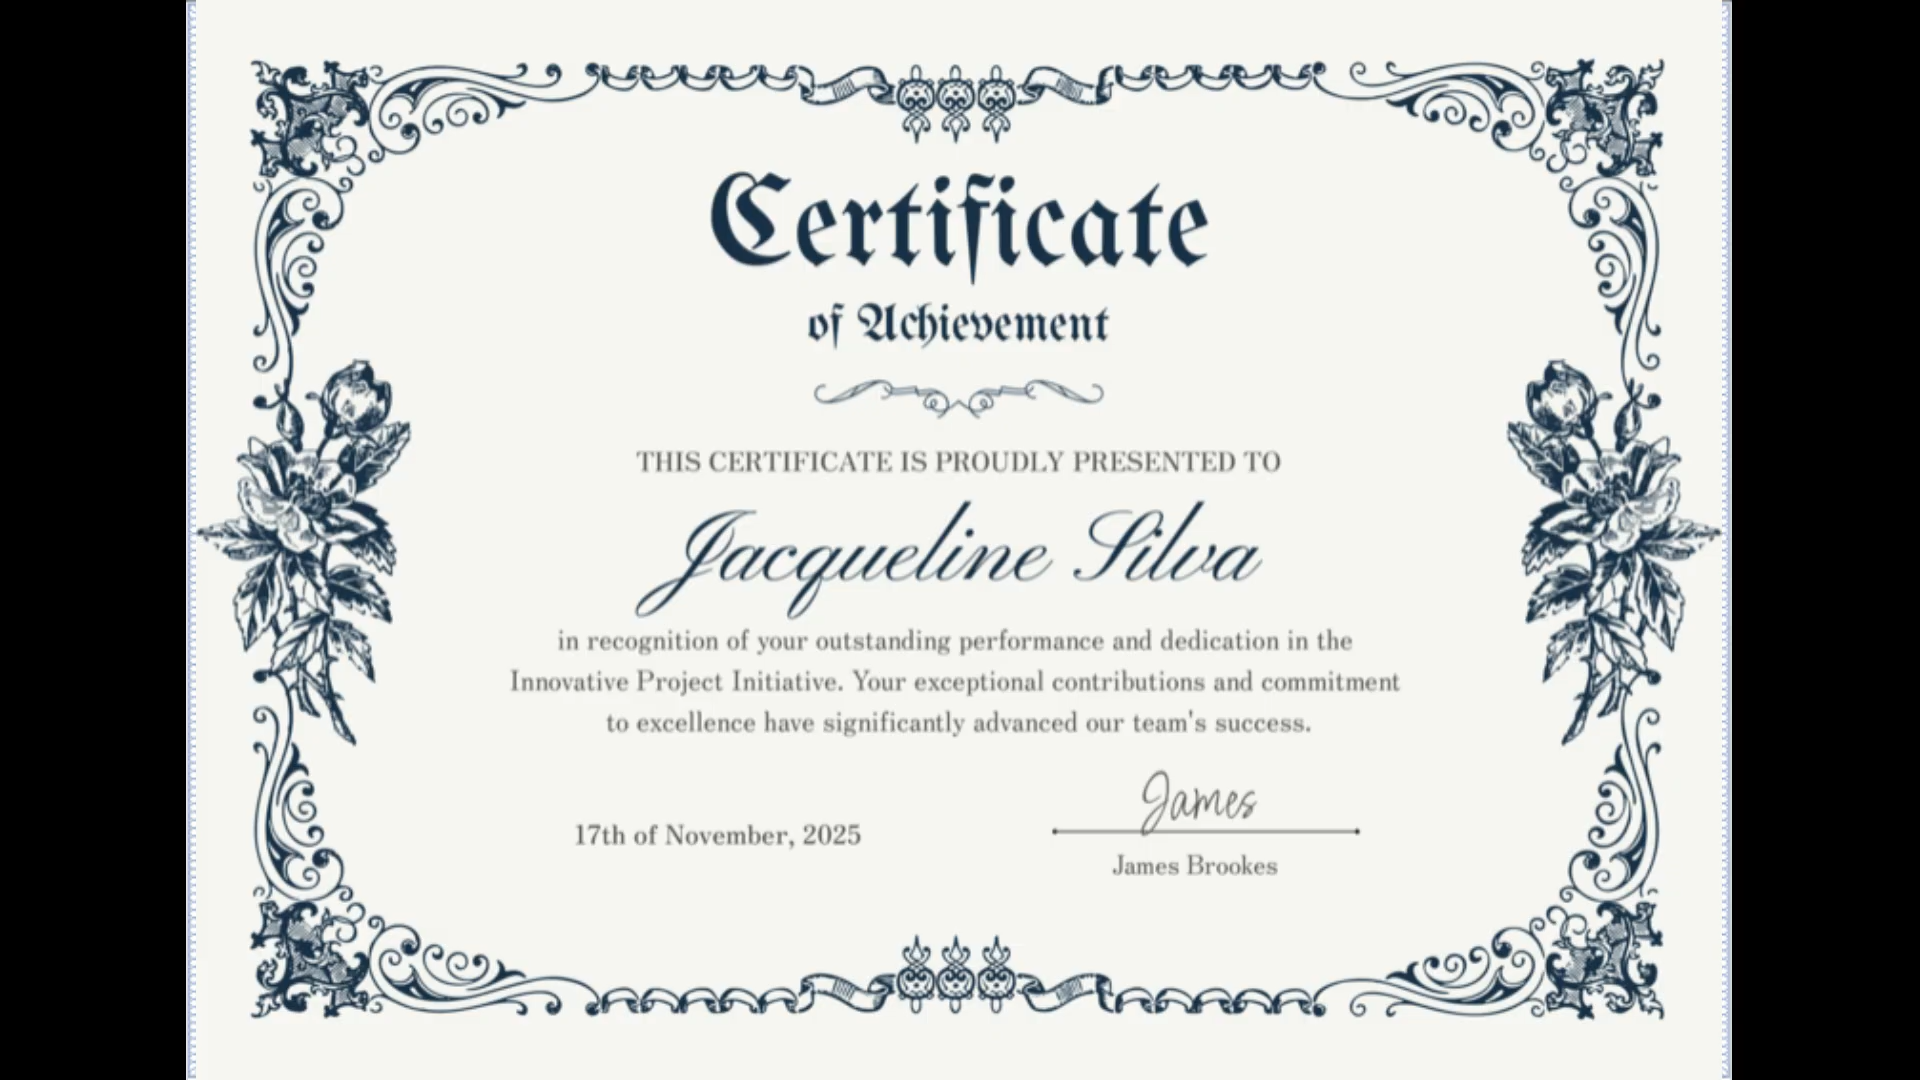 Certificate
of Achievement
THIS CERTIFICATE IS PROUDLY PRESENTED TO
Jacqueline Silva
in recognition of your outstanding performance and dedication in the
Innovative Project Initiative. Your exceptional contributions and commitment
to excellence have significantly advanced our team's success.
James
17th of November, 2025
James Brookes